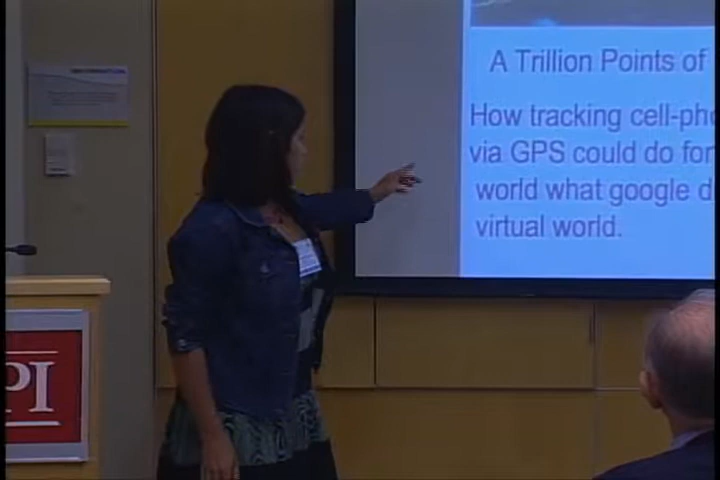 A Trillion Points of
How tracking cell-pho
via GPS could do for
world what google d
virtual world.
PI